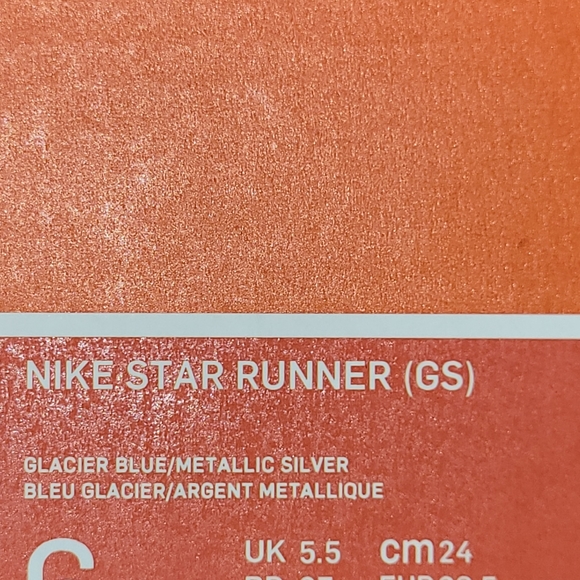 NIKE STAR RUNNER (GS)
GLACIER BLUE/METALLIC SILVER
BLEU GLACIER/ARGENT METALLIQUE
UK 5.5 cm 24